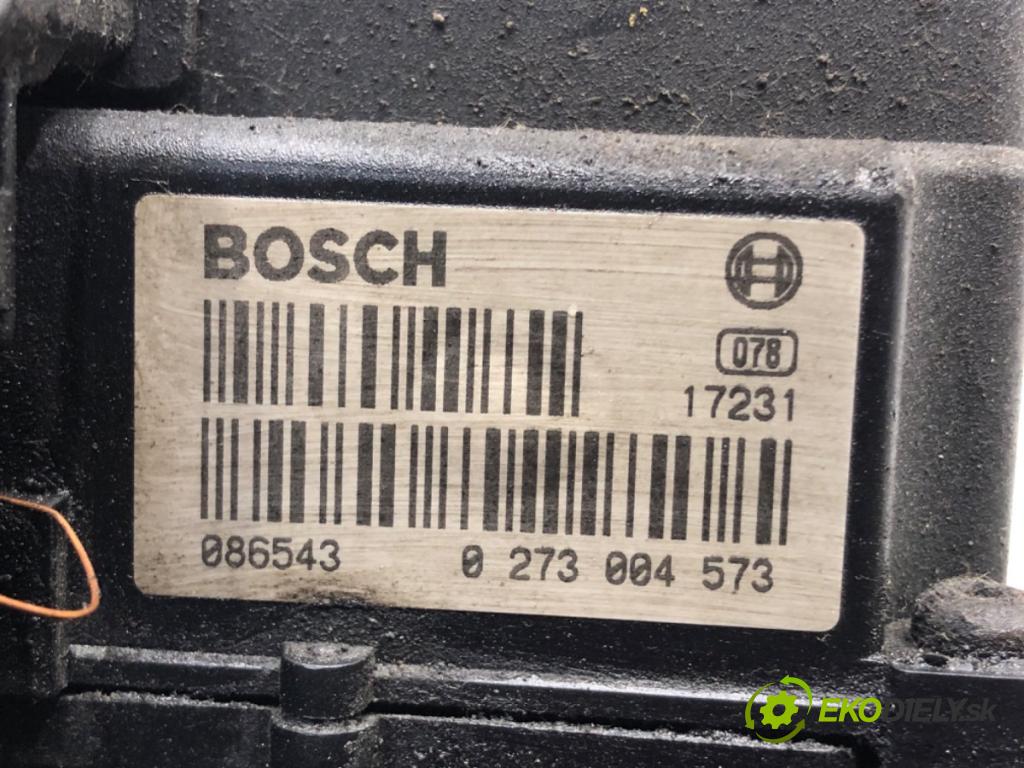 BOSCH
078
17231
086543 0 273 004 573
EKODIELY.sk